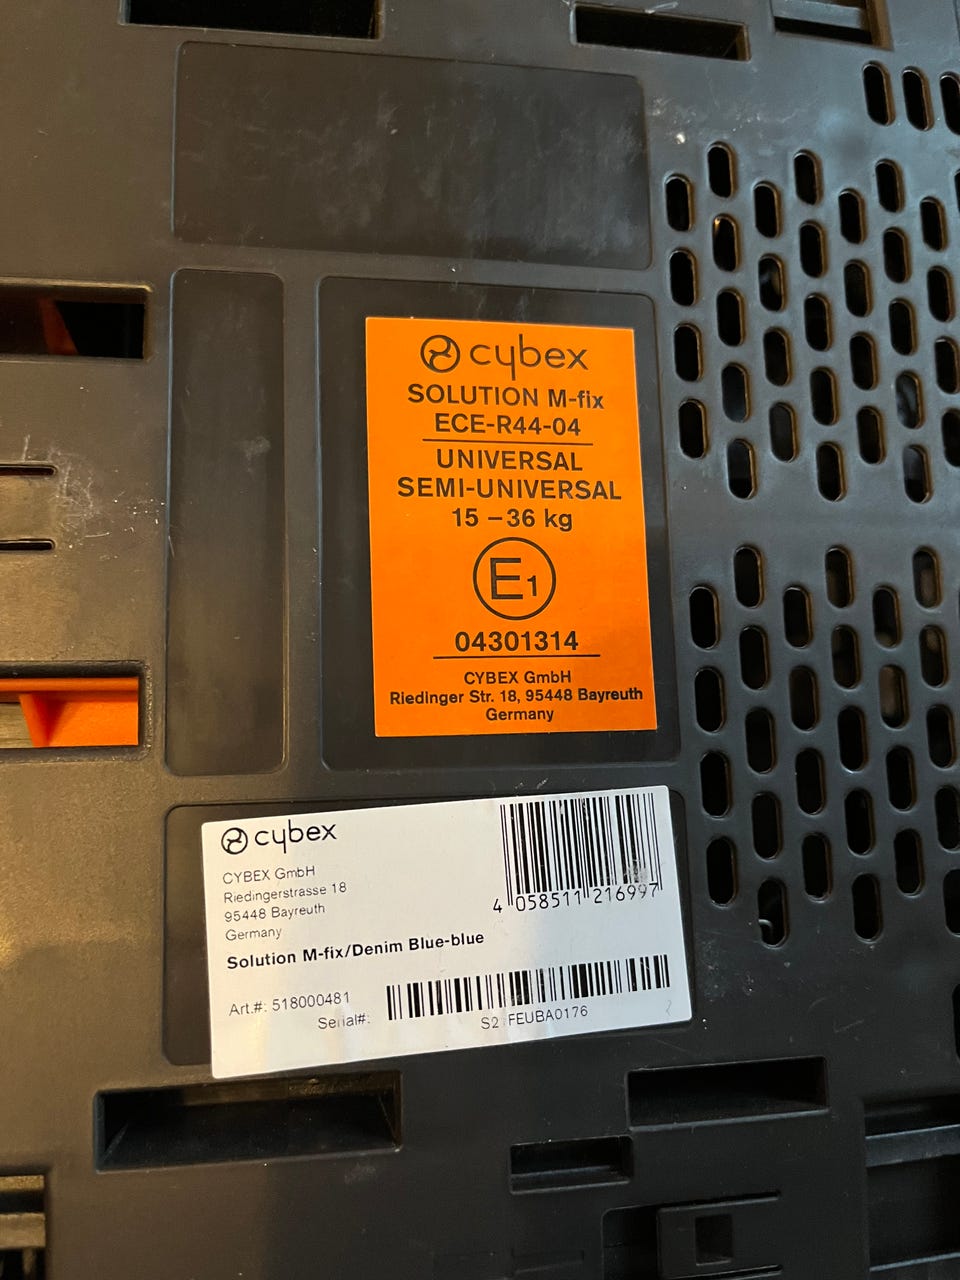 cybex
SOLUTION M-fix
ECE-R44-04
UNIVERSAL
SEMI-UNIVERSAL
15 – 36 kg
E1
04301314
CYBEX GmbH
Riedinger Str. 18, 95448 Bayreuth
Germany
cybex
CYBEX GmbH
Riedingerstrasse 18
95448 Bayreuth
Germany
4 058511 216997
Solution M-fix/Denim Blue-blue
Art.#: 518000481
Serial#: